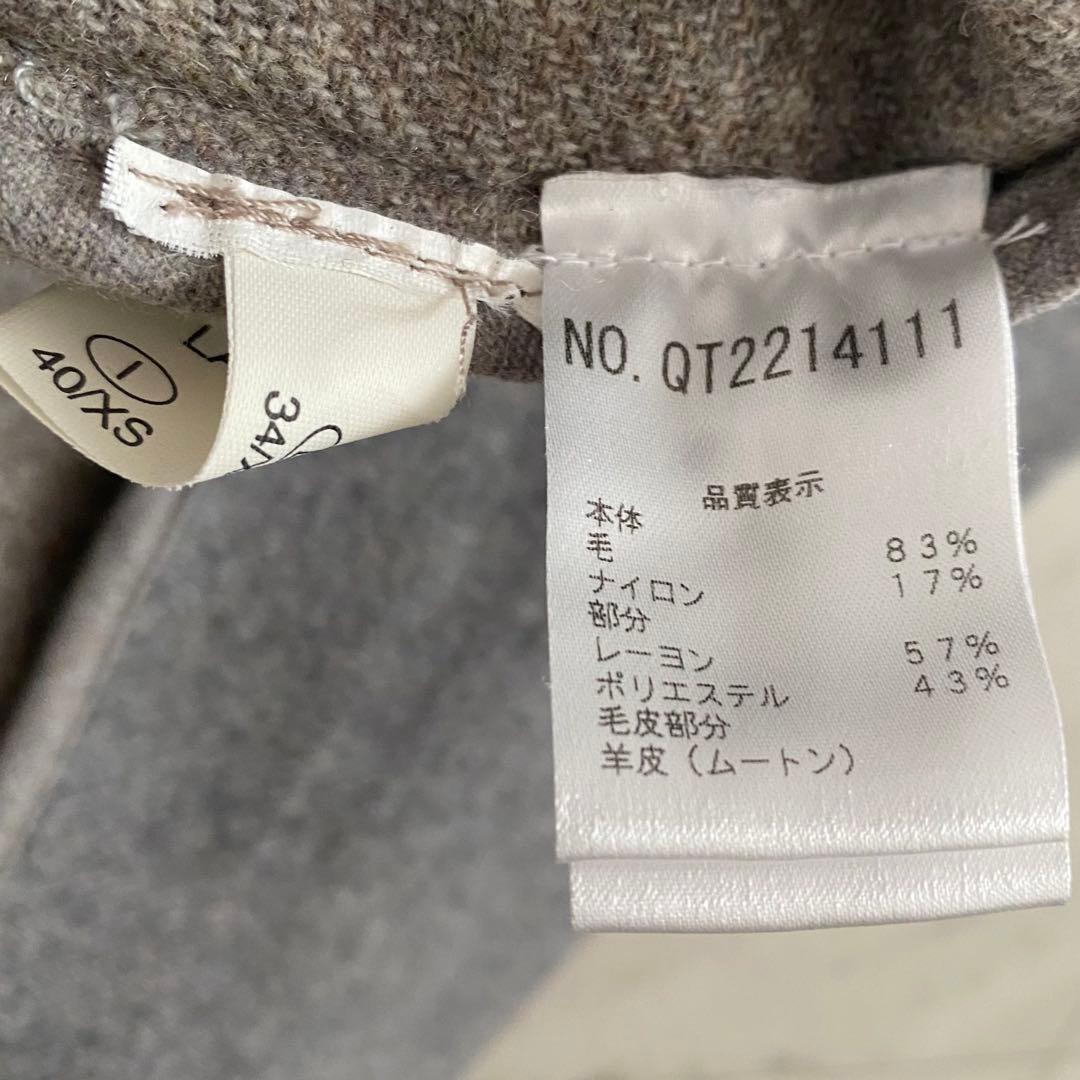 I
40/XS
34/
NO. QT2214111
品質表示
本体
毛 83%
ナイロン 17%
部分
レーヨン 57%
ポリエステル 43%
毛皮部分
羊皮（ムートン）